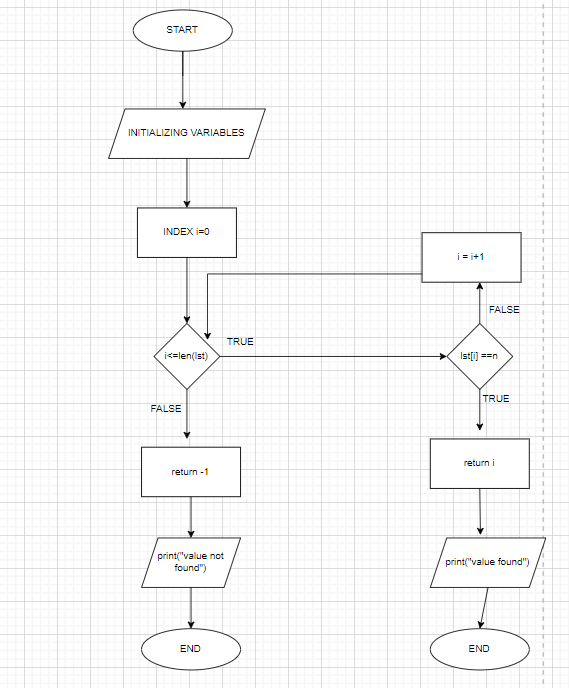 START
INITIALIZING VARIABLES
INDEX i=0
i = i+1
FALSE
i<=len(lst)
TRUE
lst[i] ==n
FALSE
TRUE
return -1
return i
print("value not
found")
print("value found")
END
END